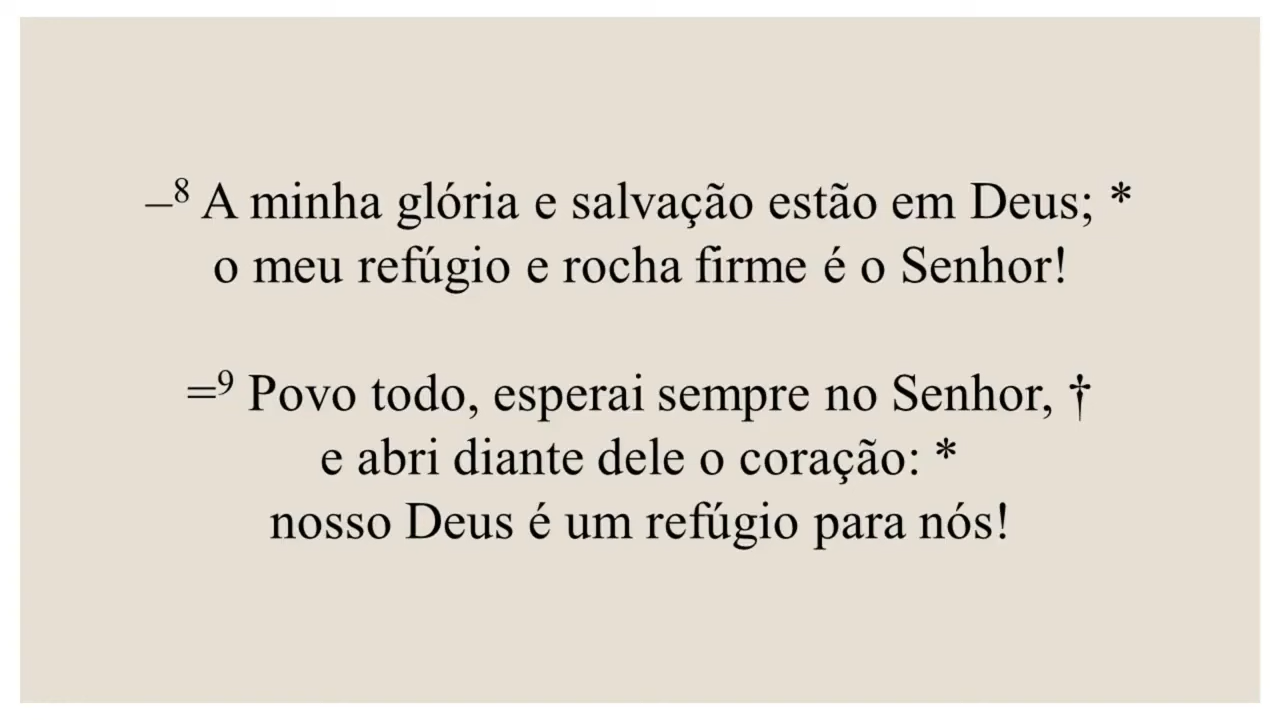 –⁸ A minha glória e salvação estão em Deus; *
o meu refúgio e rocha firme é o Senhor!
=⁹ Povo todo, esperai sempre no Senhor, †
e abri diante dele o coração: *
nosso Deus é um refúgio para nós!